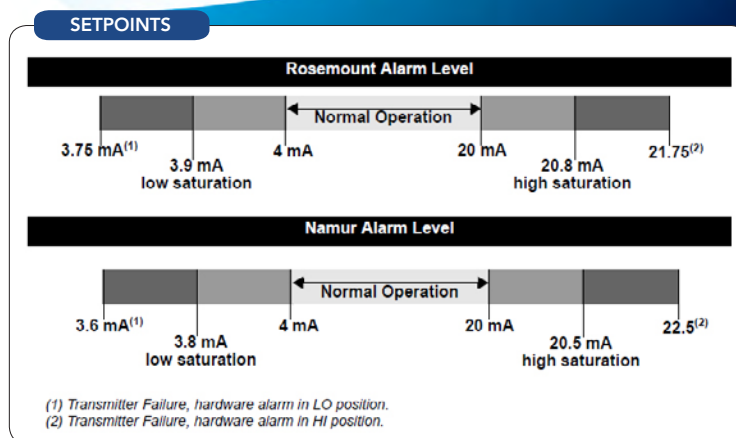 SETPOINTS
Rosemount Alarm Level
Normal Operation
3.75 mA(1)
3.9 mA
low saturation
4 mA
20 mA
20.8 mA
high saturation
21.75(2)
Namur Alarm Level
Normal Operation
3.6 mA(1)
3.8 mA
low saturation
4 mA
20 mA
20.5 mA
high saturation
22.5(2)
(1) Transmitter Failure, hardware alarm in LO position.
(2) Transmitter Failure, hardware alarm in HI position.